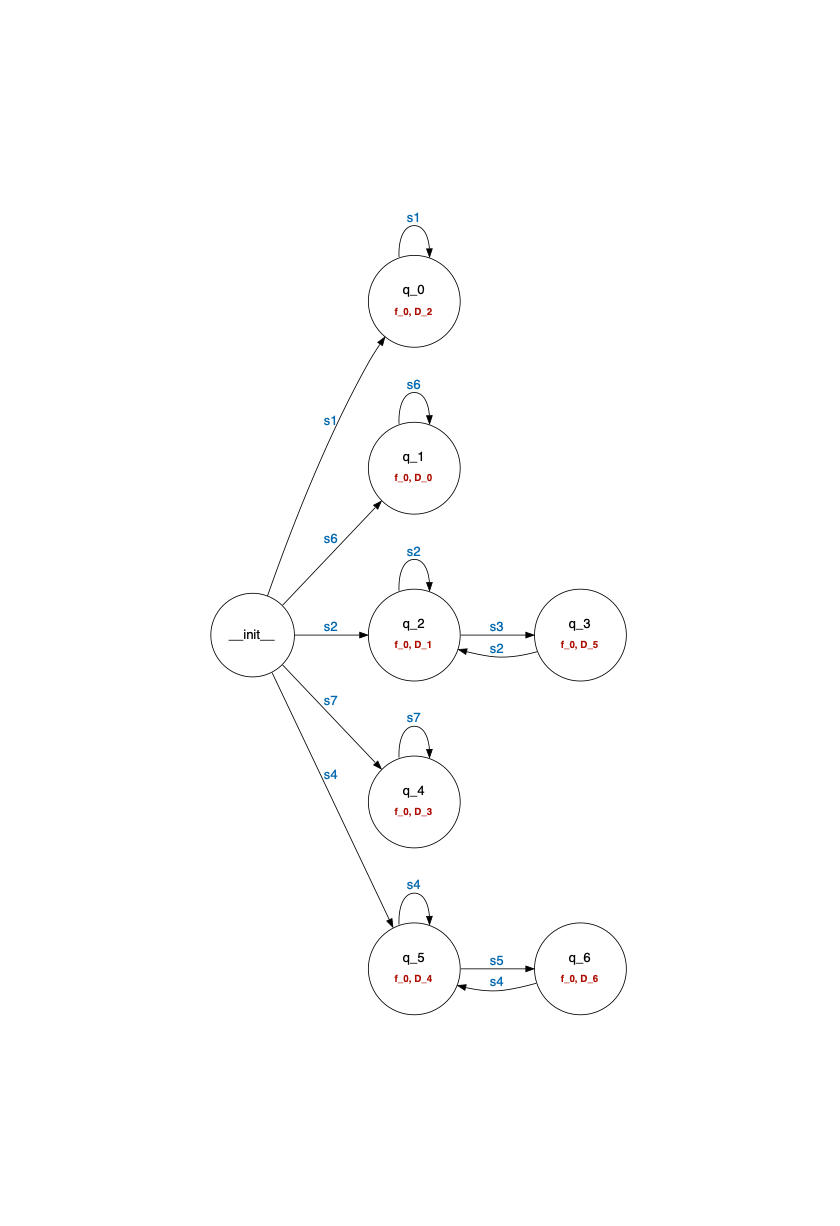 s1
q_0
f_0, D_2
s1
s6
q_1
f_0, D_0
s6
s2
q_2
f_0, D_1
s3
q_3
f_0, D_5
s2
s2
__init__
s7
s7
q_4
f_0, D_3
s4
s4
q_5
f_0, D_4
s5
q_6
f_0, D_6
s4